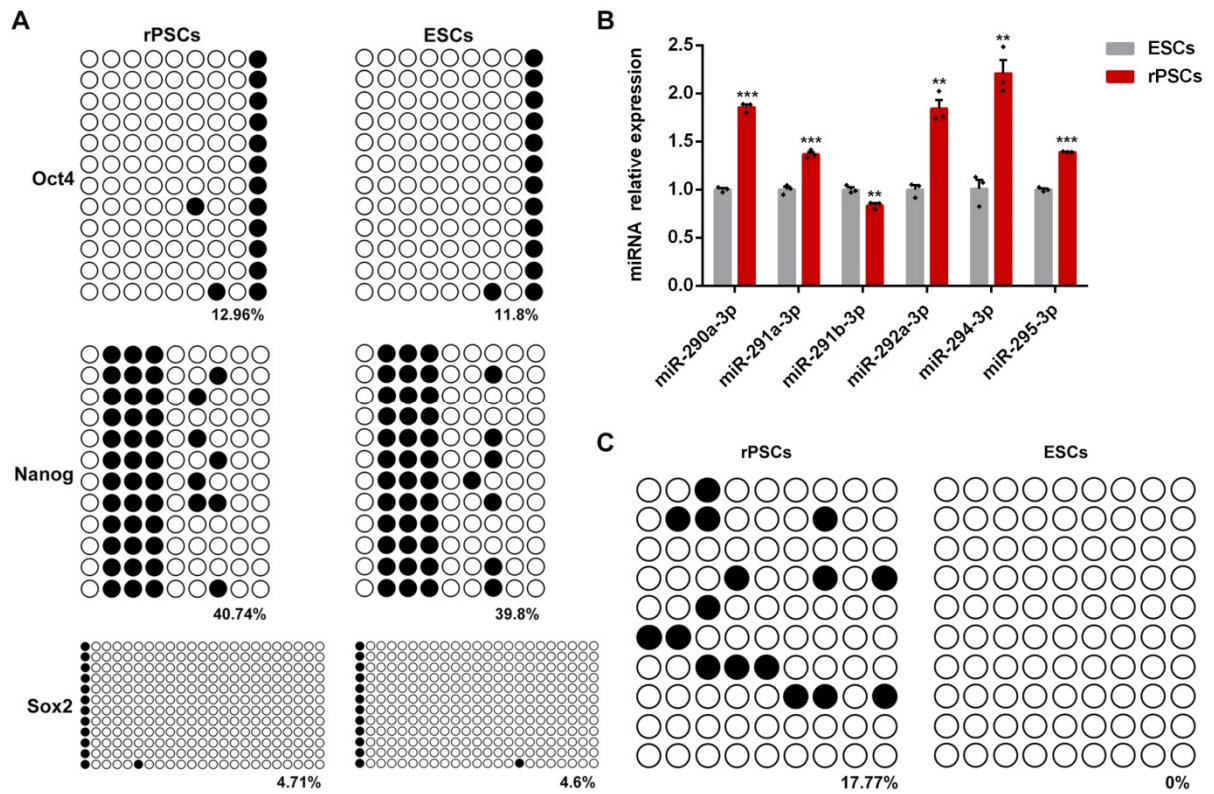 A
rPSCs ESCs
Oct4
12.96% 11.8%
Nanog
40.74% 39.8%
Sox2
4.71% 4.6%
B
miRNA relative expression
2.5
2.0
1.5
1.0
0.5
0.0
*** *** ** ** ** ***
miR-290a-3p miR-291a-3p miR-291b-3p miR-292a-3p miR-294-3p miR-295-3p
ESCs
rPSCs
C
rPSCs ESCs
17.77% 0%